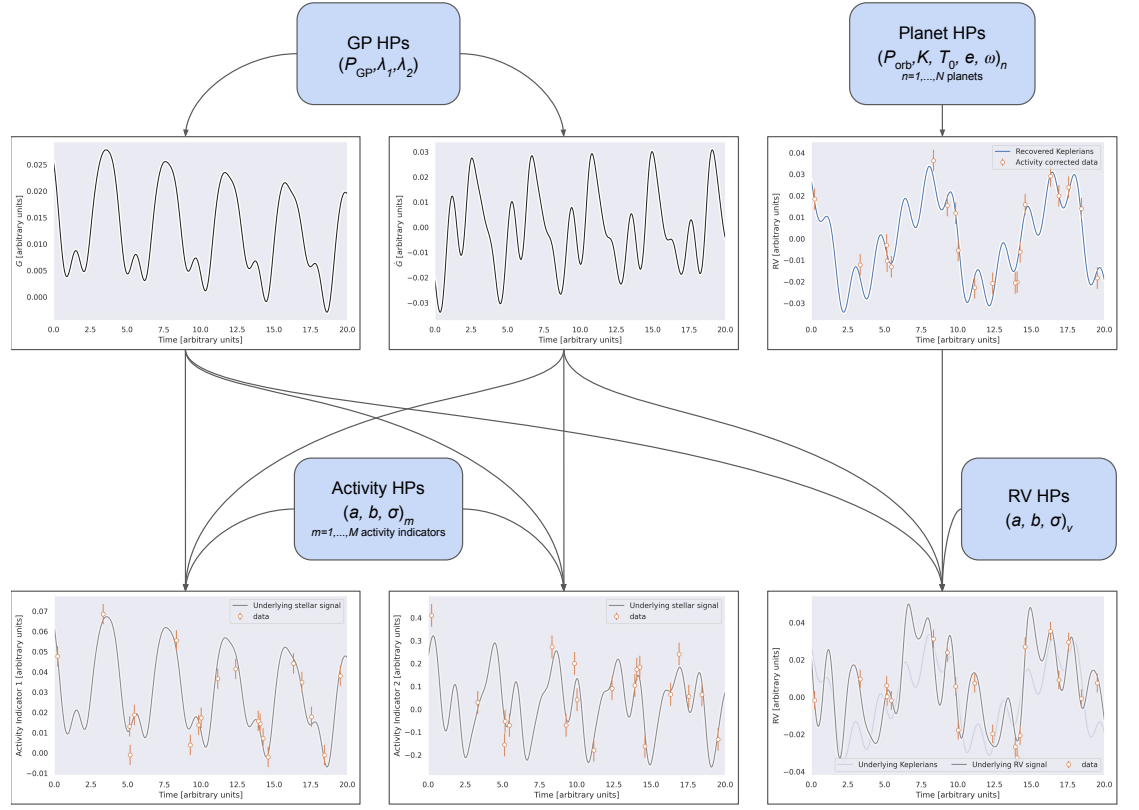 GP HPs
(P_GP, λ_1, λ_2)
Planet HPs
(P_orb, K, T_0, e, ω)_n
n=1,...,N planets
G [arbitrary units]
0.025
0.020
0.015
0.010
0.005
0.000
0.0 2.5 5.0 7.5 10.0 12.5 15.0 17.5 20.0
Time [arbitrary units]
Ġ [arbitrary units]
0.03
0.02
0.01
−0.00
−0.01
−0.02
−0.03
0.0 2.5 5.0 7.5 10.0 12.5 15.0 17.5 20.0
Time [arbitrary units]
RV [arbitrary units]
0.04
0.03
0.02
0.01
0.00
−0.01
−0.02
−0.03
Recovered Keplerians
Activity corrected data
0.0 2.5 5.0 7.5 10.0 12.5 15.0 17.5 20.0
Time [arbitrary units]
Activity HPs
(a, b, σ)_m
m=1,...,M activity indicators
RV HPs
(a, b, σ)_v
Activity Indicator 1 [arbitrary units]
0.07
0.06
0.05
0.04
0.03
0.02
0.01
0.00
−0.01
Underlying stellar signal
data
0.0 2.5 5.0 7.5 10.0 12.5 15.0 17.5 20.0
Time [arbitrary units]
Activity Indicator 2 [arbitrary units]
0.4
0.3
0.2
0.1
−0.0
−0.1
−0.2
Underlying stellar signal
data
0.0 2.5 5.0 7.5 10.0 12.5 15.0 17.5 20.0
Time [arbitrary units]
RV [arbitrary units]
0.04
0.02
0.00
−0.02
−0.04
Underlying Keplerians Underlying RV signal data
0.0 2.5 5.0 7.5 10.0 12.5 15.0 17.5 20.0
Time [arbitrary units]